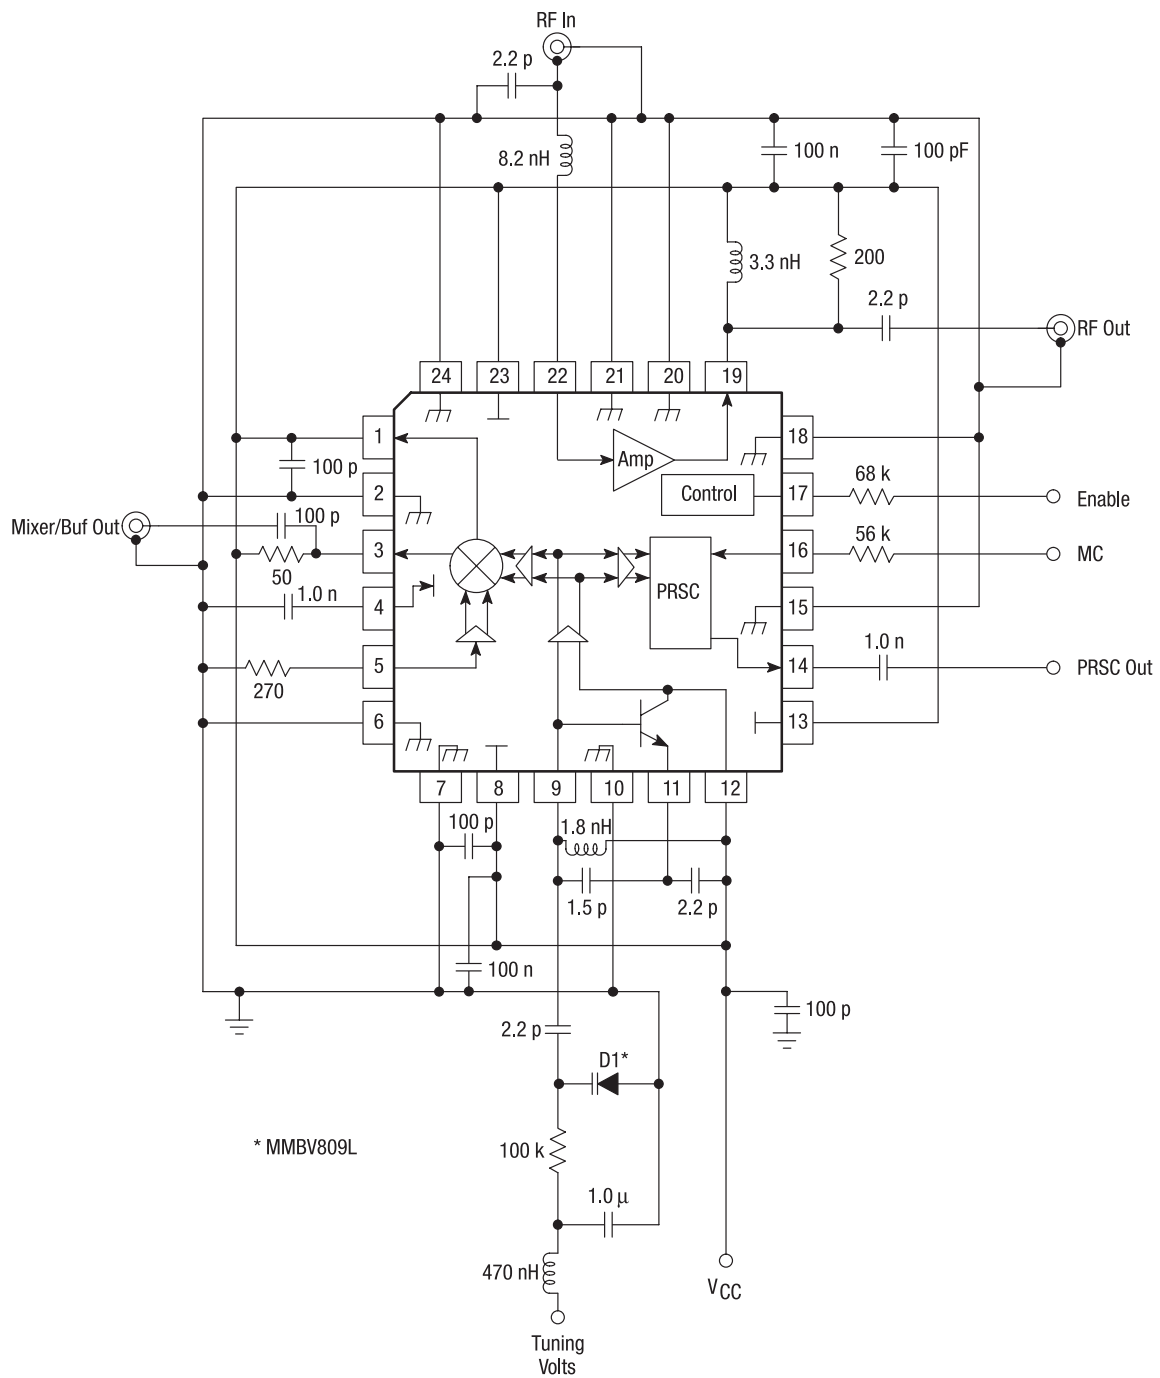 RF In
2.2 p
8.2 nH
100 n
100 pF
3.3 nH
200
2.2 p
RF Out
24
23
22
21
20
19
1
18
Amp
100 p
2
Control
17
68 k
Enable
Mixer/Buf Out
100 p
3
50
PRSC
16
56 k
MC
1.0 n
4
15
5
270
14
1.0 n
PRSC Out
6
13
7
8
9
10
11
12
100 p
1.8 nH
1.5 p
2.2 p
100 n
100 p
2.2 p
D1*
* MMBV809L
100 k
1.0 µ
470 nH
VCC
Tuning
Volts